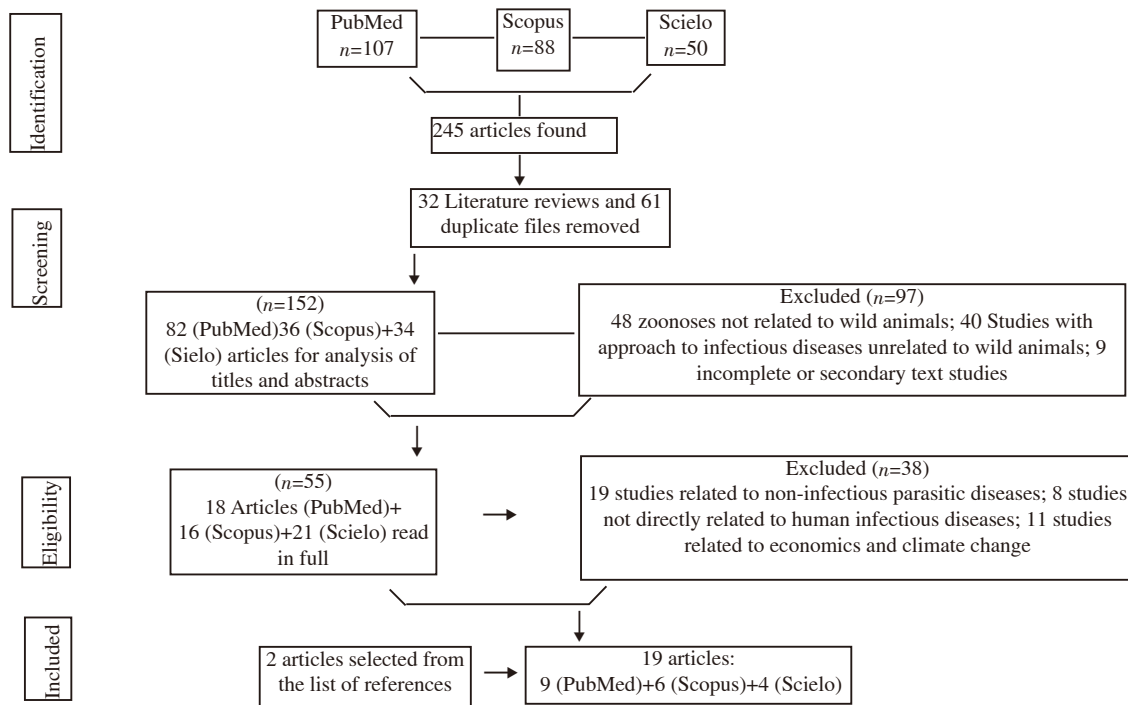 Identification
PubMed
n=107
Scopus
n=88
Scielo
n=50
245 articles found
Screening
32 Literature reviews and 61
duplicate files removed
(n=152)
82 (PubMed)36 (Scopus)+34
(Sielo) articles for analysis of
titles and abstracts
Excluded (n=97)
48 zoonoses not related to wild animals; 40 Studies with
approach to infectious diseases unrelated to wild animals; 9
incomplete or secondary text studies
Eligibility
(n=55)
18 Articles (PubMed)+
16 (Scopus)+21 (Scielo) read
in full
Excluded (n=38)
19 studies related to non-infectious parasitic diseases; 8 studies
not directly related to human infectious diseases; 11 studies
related to economics and climate change
Included
2 articles selected from
the list of references
19 articles:
9 (PubMed)+6 (Scopus)+4 (Scielo)